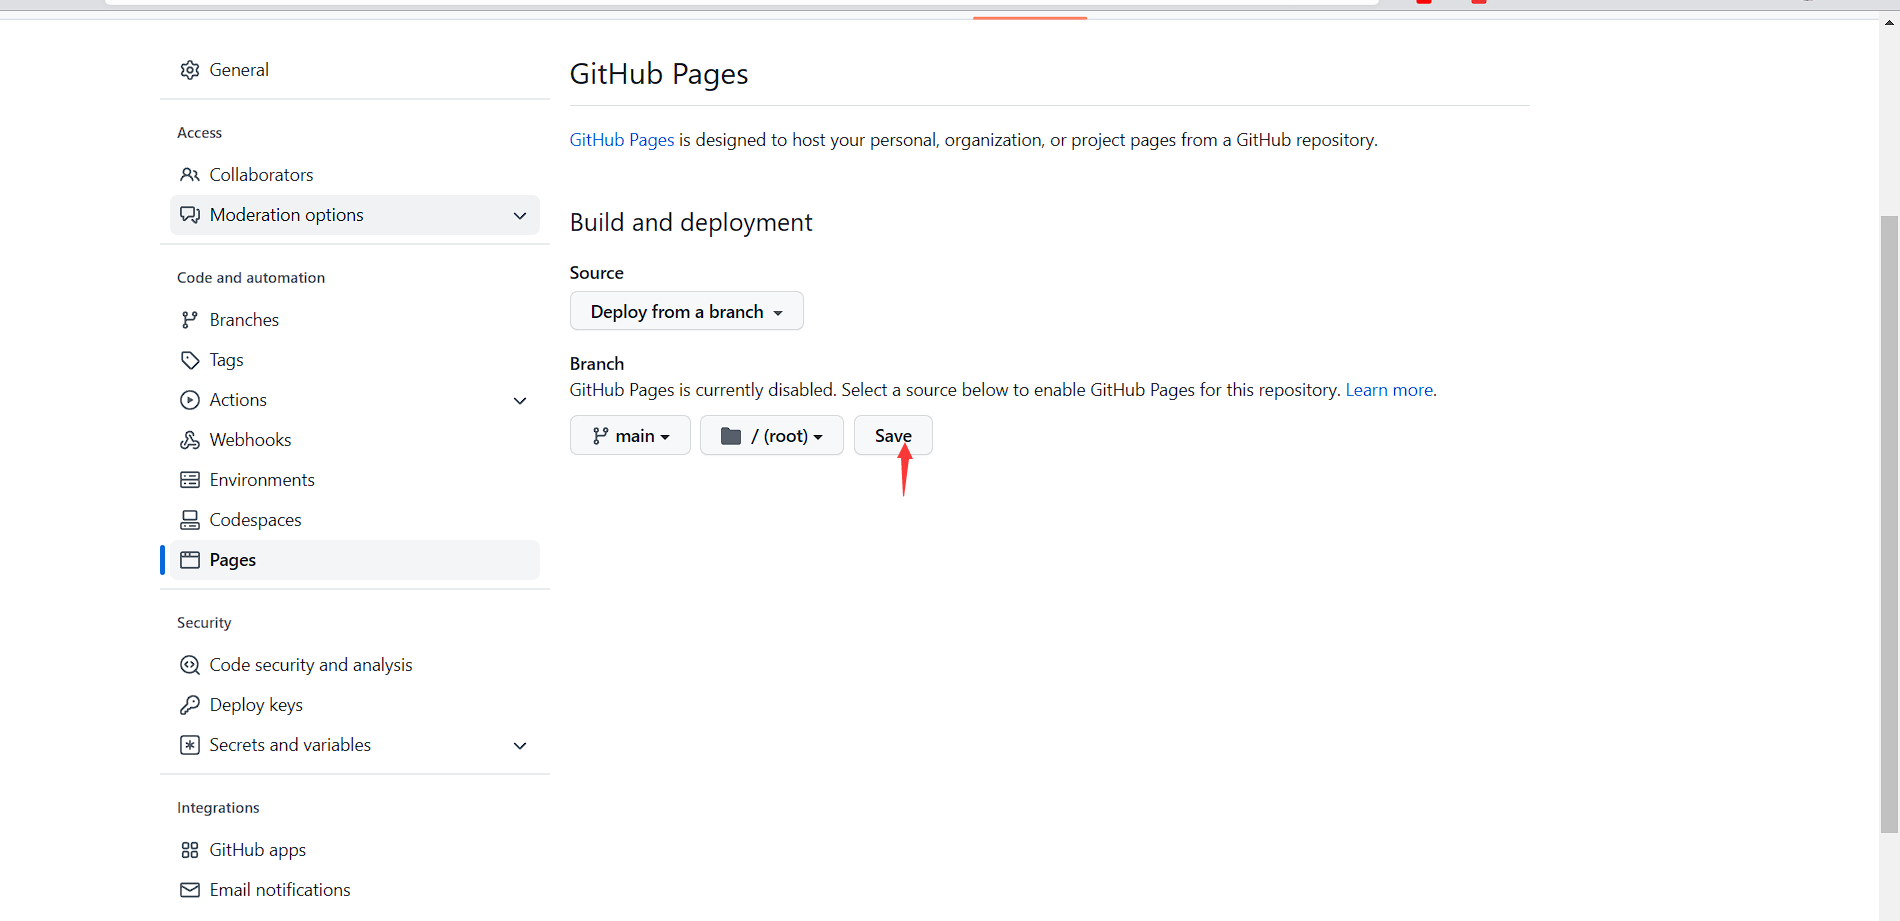 General
Access
Collaborators
Moderation options
Code and automation
Branches
Tags
Actions
Webhooks
Environments
Codespaces
Pages
Security
Code security and analysis
Deploy keys
Secrets and variables
Integrations
GitHub apps
Email notifications
GitHub Pages
GitHub Pages is designed to host your personal, organization, or project pages from a GitHub repository.
Build and deployment
Source
Deploy from a branch
Branch
GitHub Pages is currently disabled. Select a source below to enable GitHub Pages for this repository. Learn more.
main / (root) Save